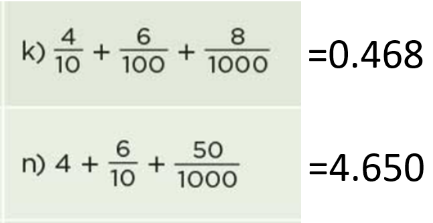 k) 4/10 + 6/100 + 8/1000 =0.468
n) 4 + 6/10 + 50/1000 =4.650